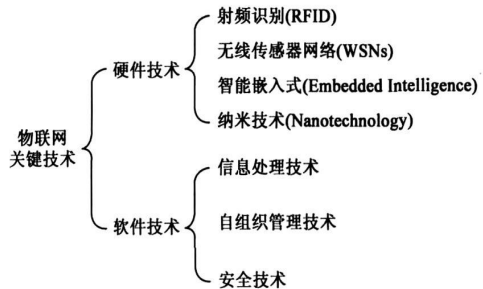 射频识别(RFID)
无线传感器网络(WSNs)
硬件技术
智能嵌入式(Embedded Intelligence)
纳米技术(Nanotechnology)
物联网
关键技术
信息处理技术
软件技术
自组织管理技术
安全技术